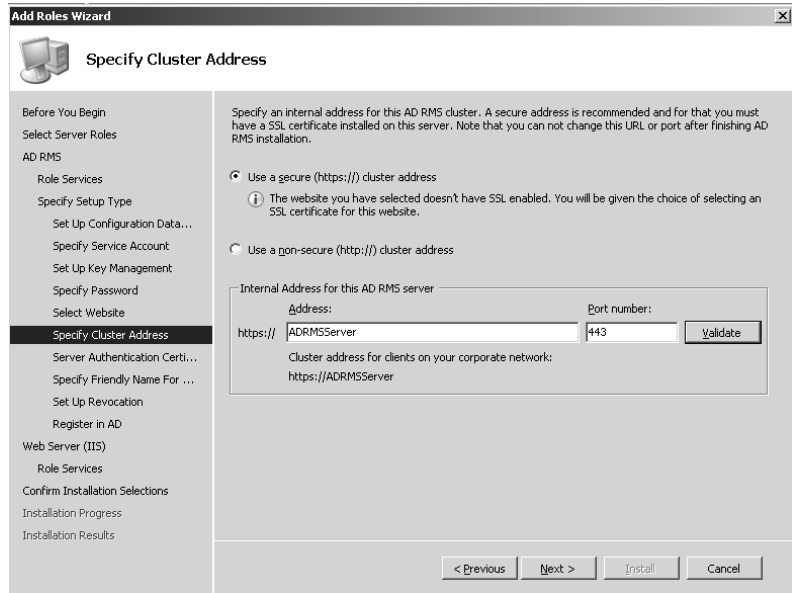 Add Roles Wizard
Specify Cluster Address
Before You Begin
Select Server Roles
AD RMS
Role Services
Specify Setup Type
Set Up Configuration Data...
Specify Service Account
Set Up Key Management
Specify Password
Select Website
Specify Cluster Address
Server Authentication Certi...
Specify Friendly Name For ...
Set Up Revocation
Register in AD
Web Server (IIS)
Role Services
Confirm Installation Selections
Installation Progress
Installation Results
Specify an internal address for this AD RMS cluster. A secure address is recommended and for that you must
have a SSL certificate installed on this server. Note that you can not change this URL or port after finishing AD
RMS installation.
Use a secure (https://) cluster address
The website you have selected doesn't have SSL enabled. You will be given the choice of selecting an
SSL certificate for this website.
Use a non-secure (http://) cluster address
Internal Address for this AD RMS server
Address: Port number:
https:// ADRMSServer 443 Validate
Cluster address for clients on your corporate network:
https://ADRMSServer
< Previous Next > Install Cancel